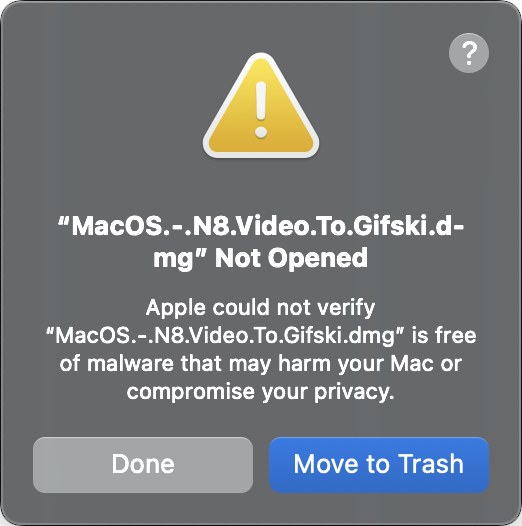 ?
“MacOS.-.N8.Video.To.Gifski.d-
mg” Not Opened
Apple could not verify
“MacOS.-.N8.Video.To.Gifski.dmg” is free
of malware that may harm your Mac or
compromise your privacy.
Done
Move to Trash